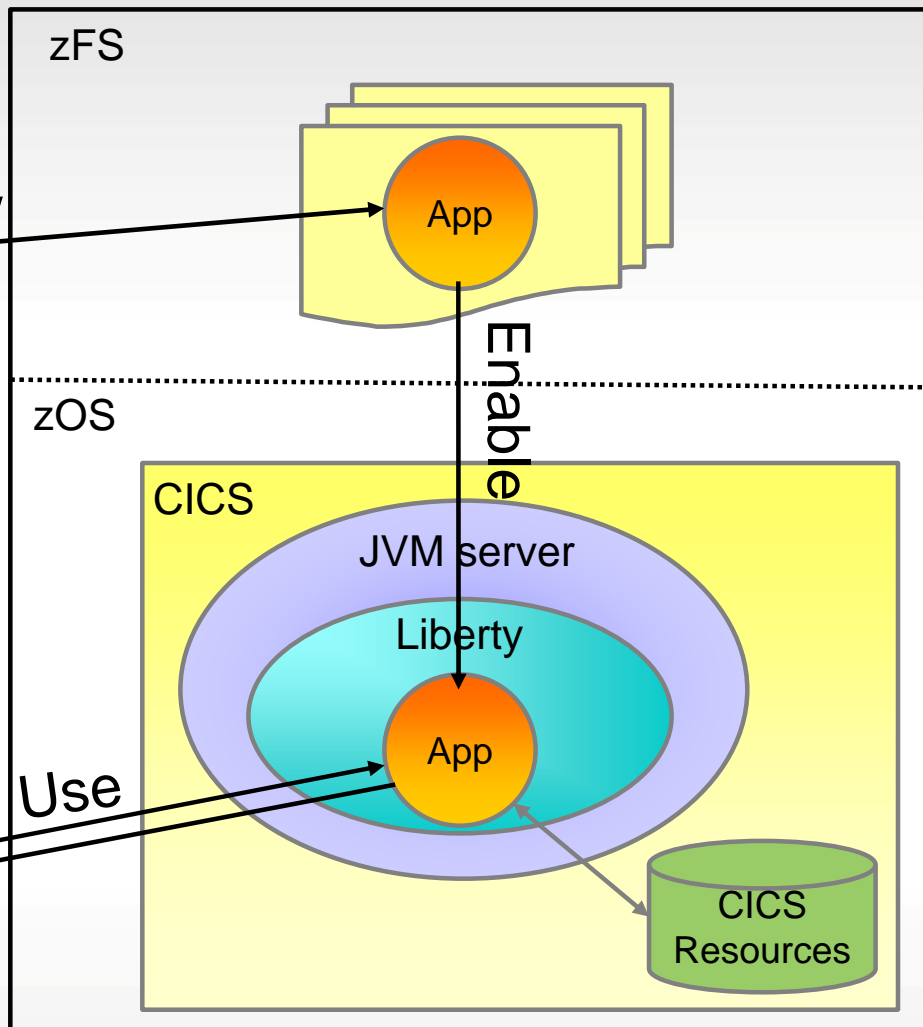 zFS
App
Enable
zOS
CICS
JVM server
Liberty
App
Use
CICS
Resources